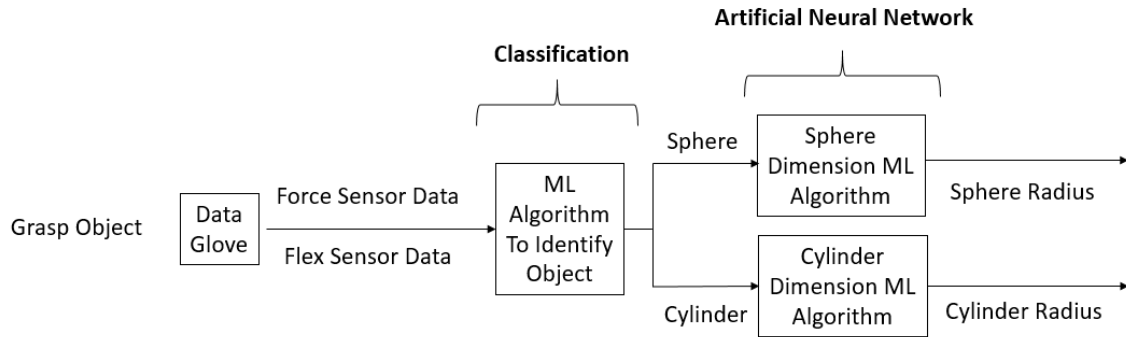 Artificial Neural Network
Classification
Grasp Object
Data
Glove
Force Sensor Data
Flex Sensor Data
ML
Algorithm
To Identify
Object
Sphere
Cylinder
Sphere
Dimension ML
Algorithm
Sphere Radius
Cylinder
Dimension ML
Algorithm
Cylinder Radius